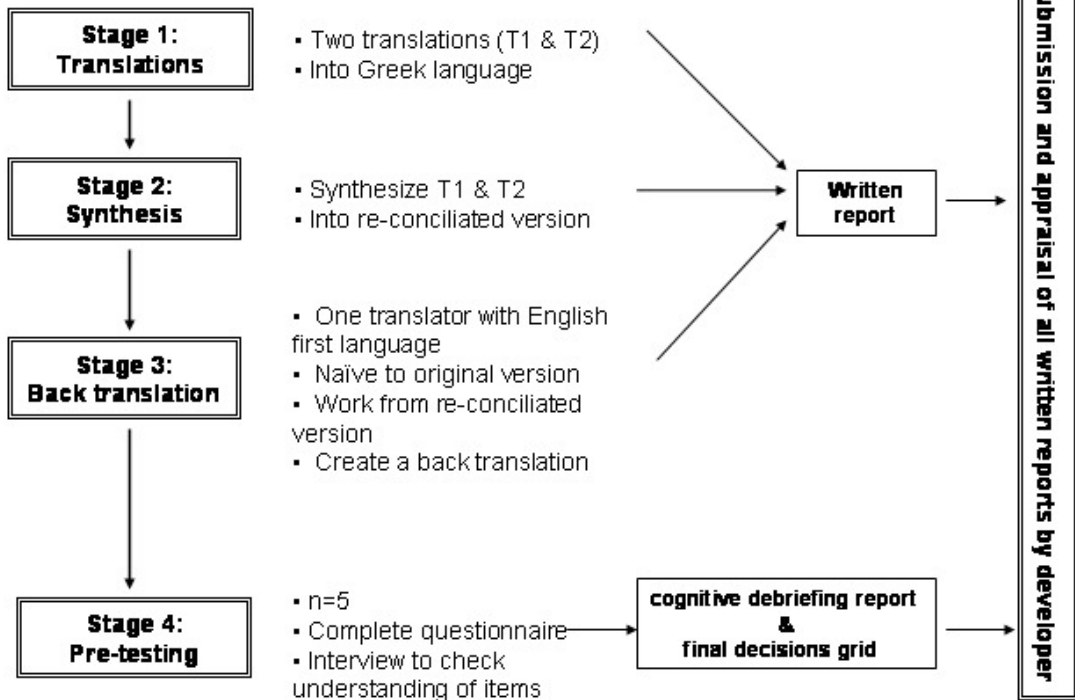 Stage 1:
Translations
▪ Two translations (T1 & T2)
▪ Into Greek language
Stage 2:
Synthesis
▪ Synthesize T1 & T2
▪ Into re-conciliated version
Written
report
Stage 3:
Back translation
▪ One translator with English
first language
▪ Naïve to original version
▪ Work from re-conciliated
version
▪ Create a back translation
Stage 4:
Pre-testing
▪ n=5
▪ Complete questionnaire
▪ Interview to check
understanding of items
cognitive debriefing report
&
final decisions grid
ubmission and appraisal of all written reports by developer